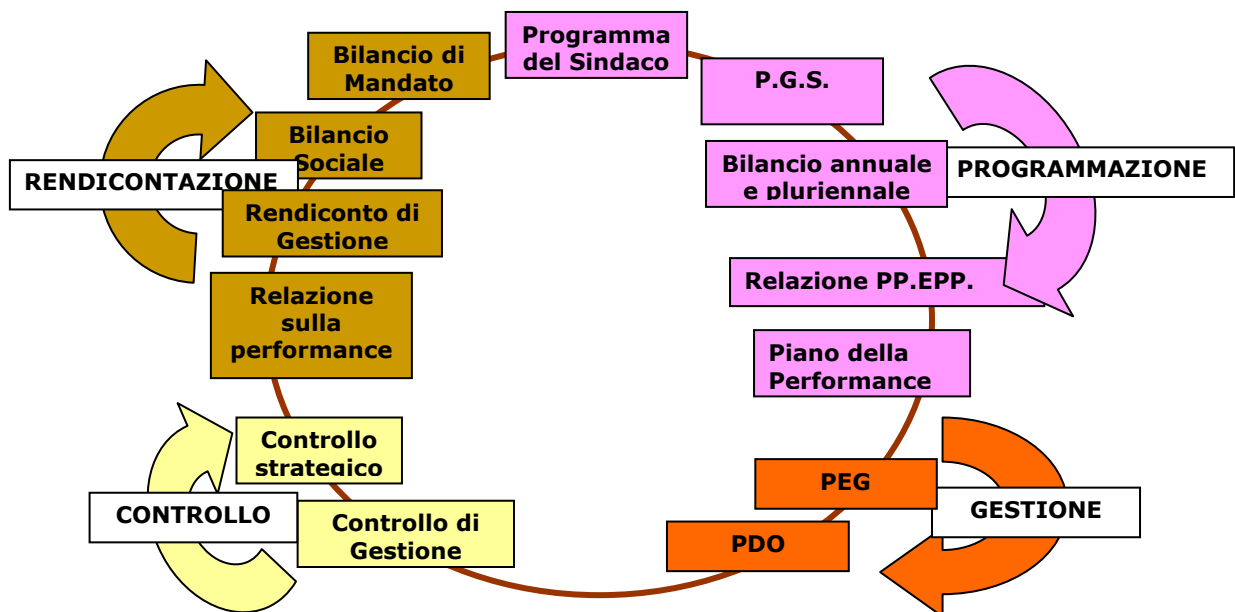 Programma
del Sindaco
P.G.S.
Bilancio annuale
e pluriennale
PROGRAMMAZIONE
Relazione PP.EPP.
Piano della
Performance
PEG
GESTIONE
PDO
Controllo di
Gestione
CONTROLLO
Controllo
strategico
Relazione
sulla
performance
Rendiconto di
Gestione
RENDICONTAZIONE
Bilancio
Sociale
Bilancio di
Mandato